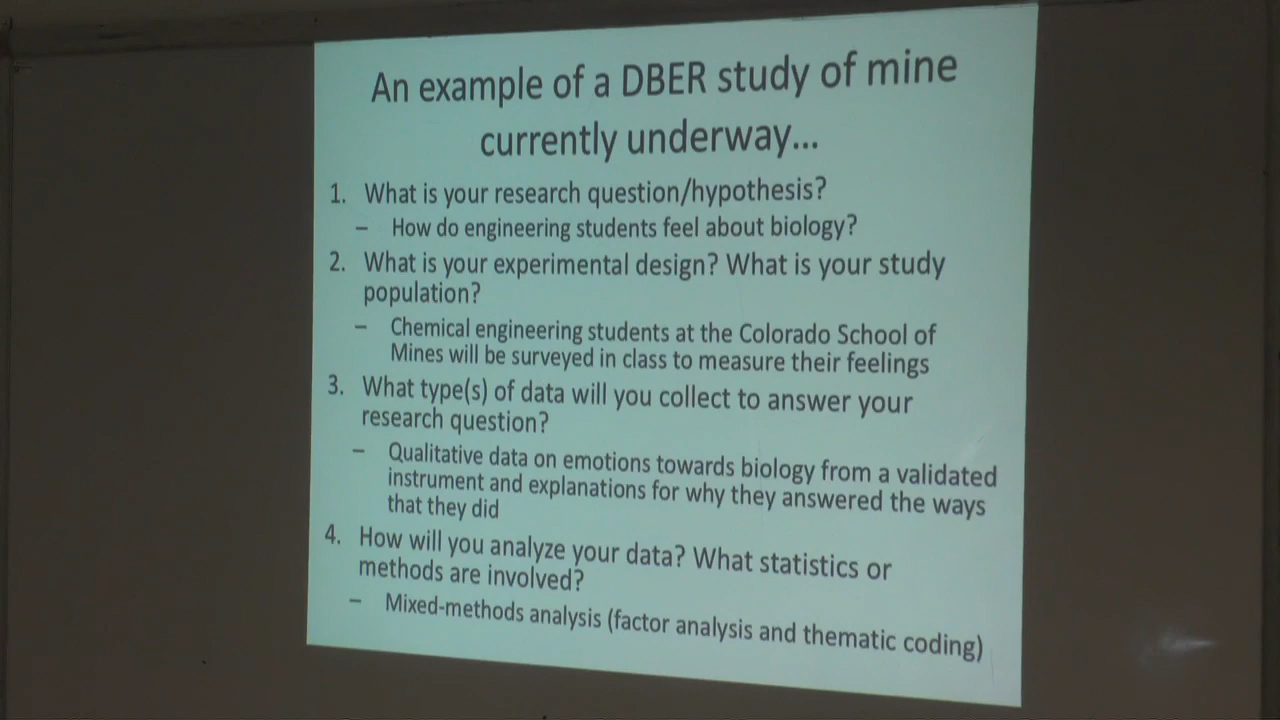 An example of a DBER study of mine
currently underway...
1. What is your research question/hypothesis?
– How do engineering students feel about biology?
2. What is your experimental design? What is your study
population?
– Chemical engineering students at the Colorado School of
Mines will be surveyed in class to measure their feelings
3. What type(s) of data will you collect to answer your
research question?
– Qualitative data on emotions towards biology from a validated
instrument and explanations for why they answered the ways
that they did
4. How will you analyze your data? What statistics or
methods are involved?
– Mixed-methods analysis (factor analysis and thematic coding)